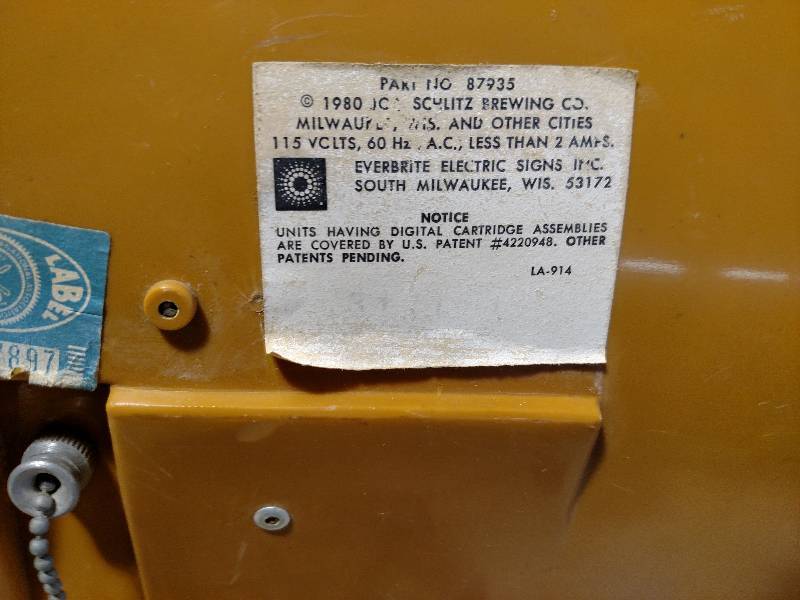 PART NO 87935
© 1980 JOS. SCHLITZ BREWING CO.
MILWAUKEE, WIS. AND OTHER CITIES
115 VOLTS, 60 Hz, A.C., LESS THAN 2 AMPS.
EVERBRITE ELECTRIC SIGNS INC.
SOUTH MILWAUKEE, WIS. 53172
NOTICE
UNITS HAVING DIGITAL CARTRIDGE ASSEMBLIES
ARE COVERED BY U.S. PATENT #4220948. OTHER
PATENTS PENDING.
LA-914
LABEL
897